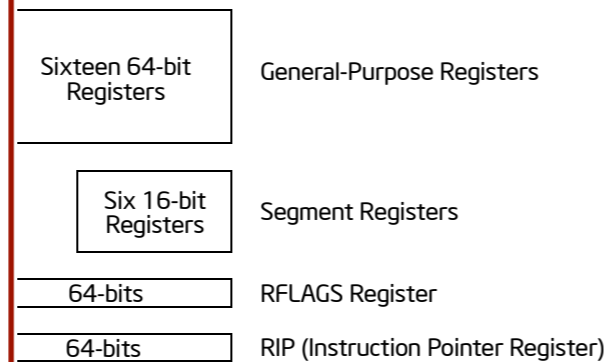 Sixteen 64-bit
Registers
General-Purpose Registers
Six 16-bit
Registers
Segment Registers
64-bits
RFLAGS Register
64-bits
RIP (Instruction Pointer Register)